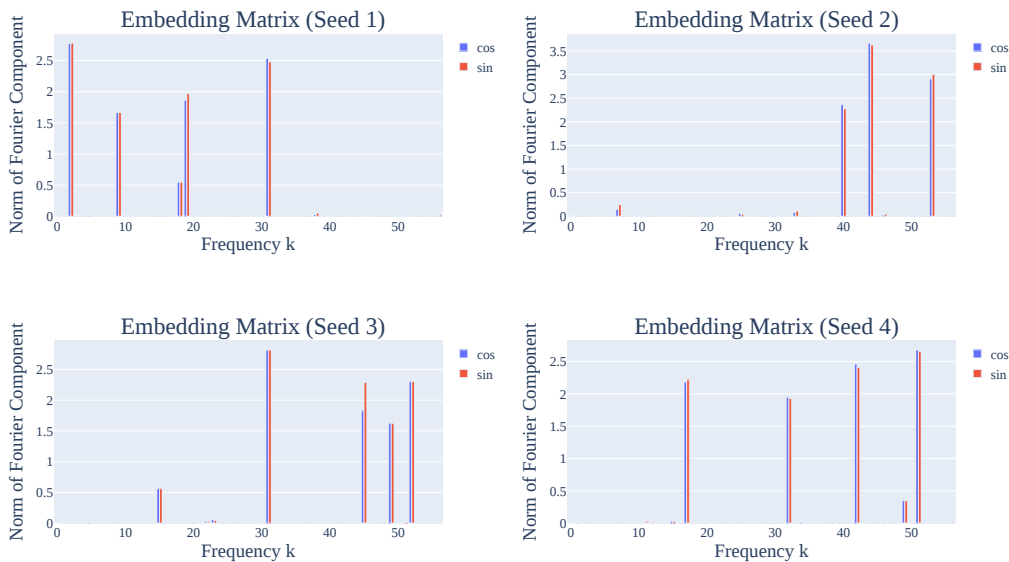 Embedding Matrix (Seed 1)
Norm of Fourier Component
2.5
2
1.5
1
0.5
0
0 10 20 30 40 50
Frequency k
cos
sin
Embedding Matrix (Seed 2)
Norm of Fourier Component
3.5
3
2.5
2
1.5
1
0.5
0
0 10 20 30 40 50
Frequency k
cos
sin
Embedding Matrix (Seed 3)
Norm of Fourier Component
2.5
2
1.5
1
0.5
0
0 10 20 30 40 50
Frequency k
cos
sin
Embedding Matrix (Seed 4)
Norm of Fourier Component
2.5
2
1.5
1
0.5
0
0 10 20 30 40 50
Frequency k
cos
sin